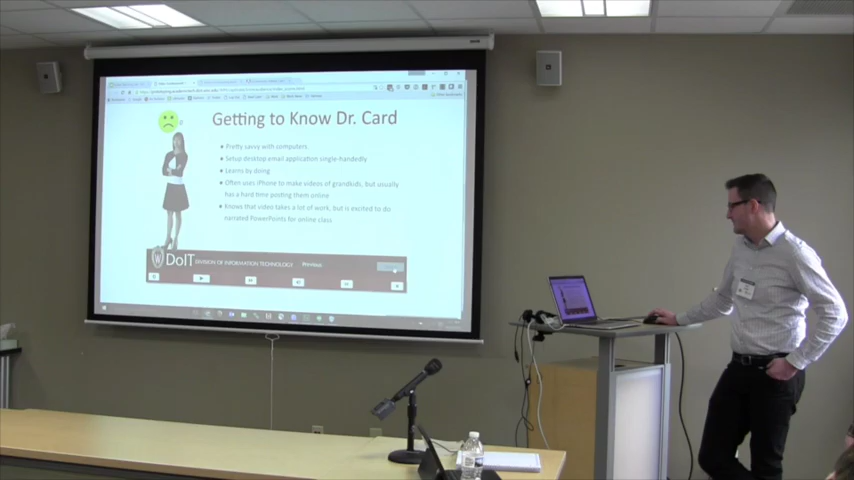 Getting to Know Dr. Card
Pretty savvy with computers
Setup desktop email application single-handedly
Learns by doing
Often uses iPhone to make videos of grandkids, but usually
has a hard time posting them online
Knows that video takes a lot of work, but is excited to do
narrated PowerPoints for online class
W DoIT DIVISION OF INFORMATION TECHNOLOGY Previous